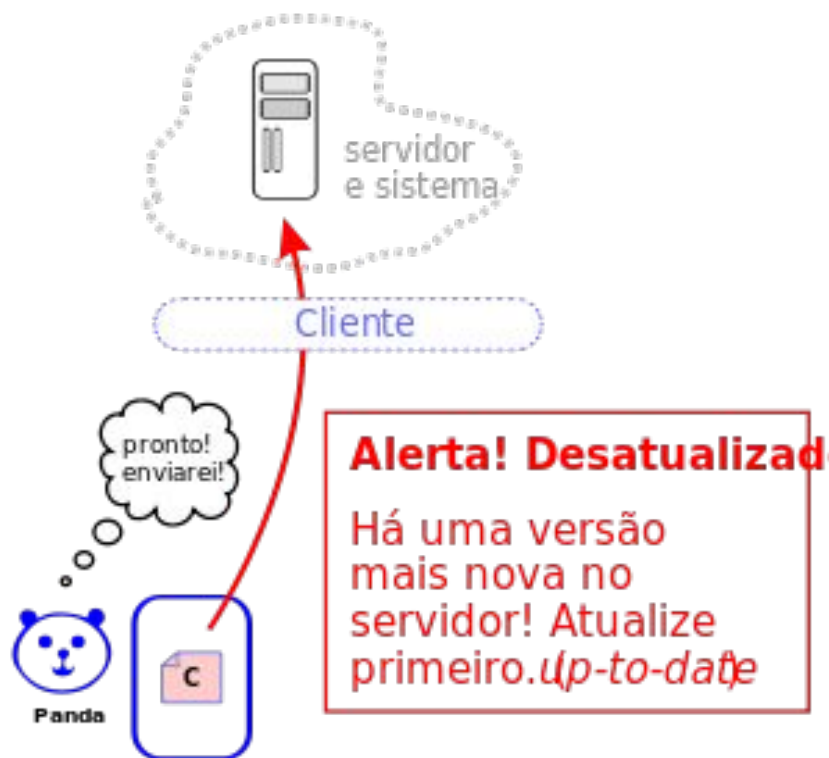 servidor
e sistema
Cliente
pronto!
enviarei!
Alerta! Desatualizado
Há uma versão
mais nova no
servidor! Atualize
primeiro.(up-to-date)
C
Panda